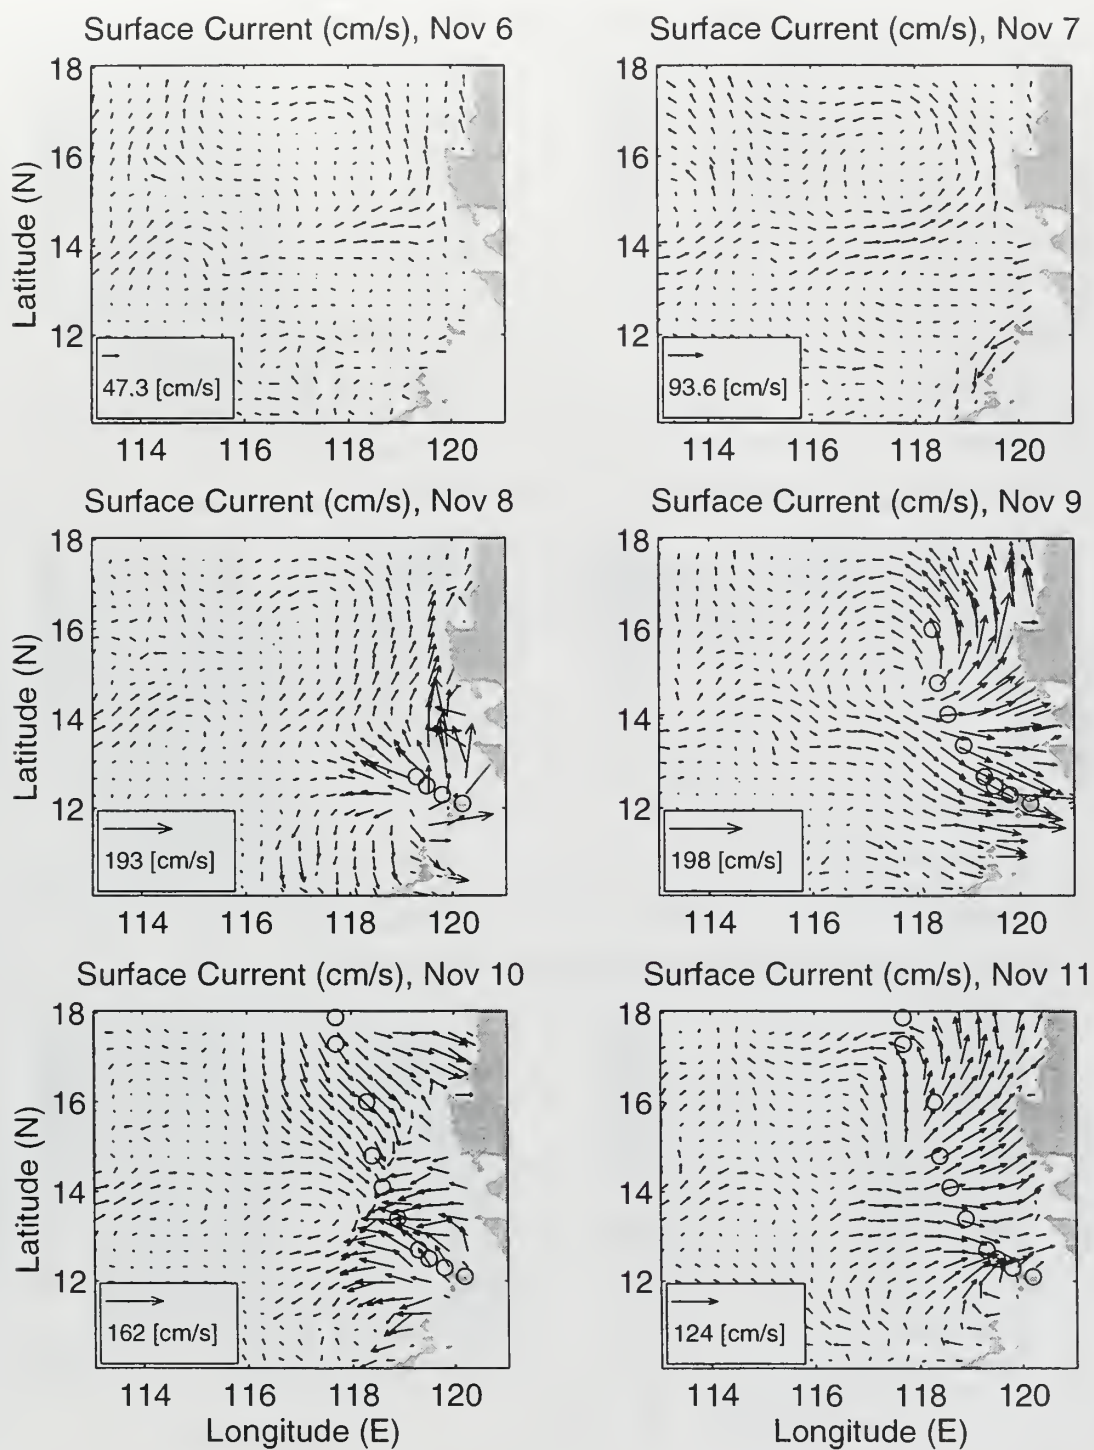 Surface Current (cm/s), Nov 6
18
16
14
12
Latitude (N)
47.3 [cm/s]
114 116 118 120
Surface Current (cm/s), Nov 7
18
16
14
12
93.6 [cm/s]
114 116 118 120
Surface Current (cm/s), Nov 8
18
16
14
12
Latitude (N)
193 [cm/s]
114 116 118 120
Surface Current (cm/s), Nov 9
18
16
14
12
198 [cm/s]
114 116 118 120
Surface Current (cm/s), Nov 10
18
16
14
12
Latitude (N)
162 [cm/s]
114 116 118 120
Longitude (E)
Surface Current (cm/s), Nov 11
18
16
14
12
124 [cm/s]
114 116 118 120
Longitude (E)